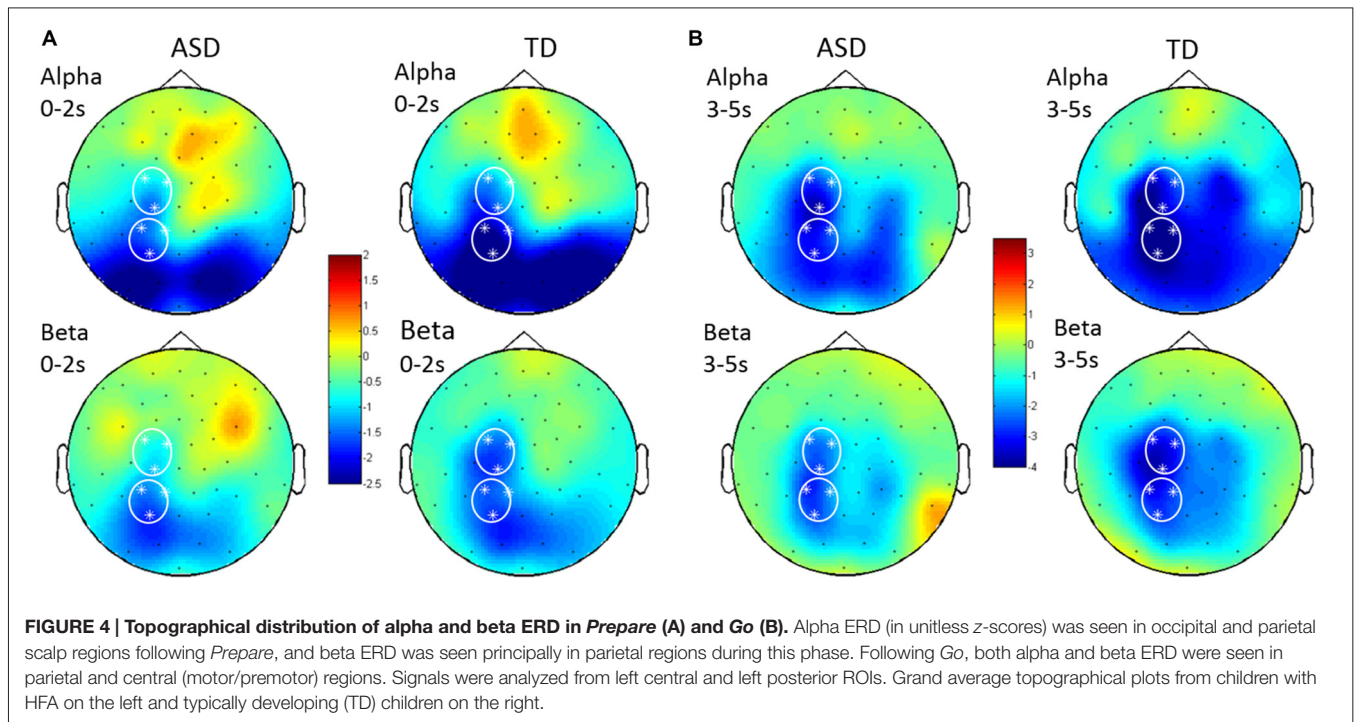 A
ASD
TD
B
ASD
TD
Alpha
0-2s
Alpha
0-2s
Alpha
3-5s
Alpha
3-5s
2
1.5
1
0.5
0
-0.5
-1
-1.5
-2
-2.5
3
2
1
0
-1
-2
-3
-4
Beta
0-2s
Beta
0-2s
Beta
3-5s
Beta
3-5s
FIGURE 4 | Topographical distribution of alpha and beta ERD in Prepare (A) and Go (B). Alpha ERD (in unitless z-scores) was seen in occipital and parietal
scalp regions following Prepare, and beta ERD was seen principally in parietal regions during this phase. Following Go, both alpha and beta ERD were seen in
parietal and central (motor/premotor) regions. Signals were analyzed from left central and left posterior ROIs. Grand average topographical plots from children with
HFA on the left and typically developing (TD) children on the right.